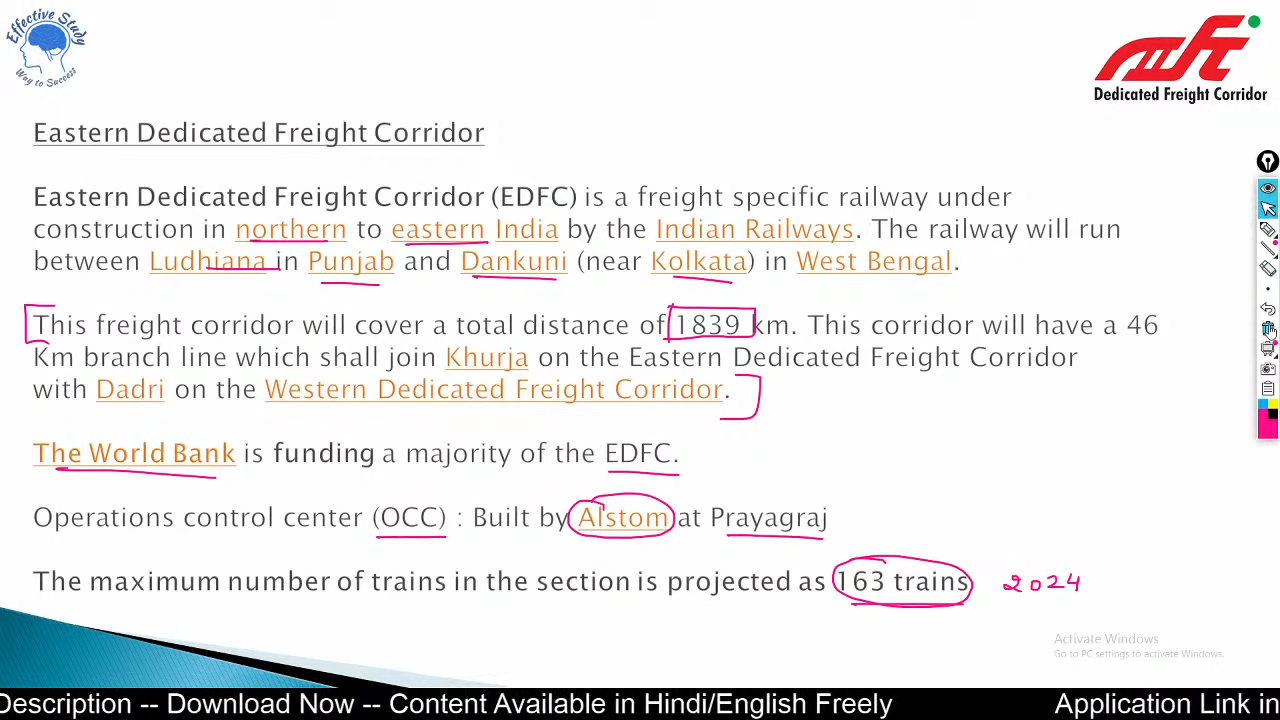 Effective Study
Way to Success
Dedicated Freight Corridor
Eastern Dedicated Freight Corridor
Eastern Dedicated Freight Corridor (EDFC) is a freight specific railway under
construction in northern to eastern India by the Indian Railways. The railway will run
between Ludhiana in Punjab and Dankuni (near Kolkata) in West Bengal.
This freight corridor will cover a total distance of 1839 km. This corridor will have a 46
Km branch line which shall join Khurja on the Eastern Dedicated Freight Corridor
with Dadri on the Western Dedicated Freight Corridor.
The World Bank is funding a majority of the EDFC.
Operations control center (OCC) : Built by Alstom at Prayagraj
The maximum number of trains in the section is projected as 163 trains 2024
Activate Windows
Go to PC settings to activate Windows.
Description -- Download Now -- Content Available in Hindi/English Freely Application Link in